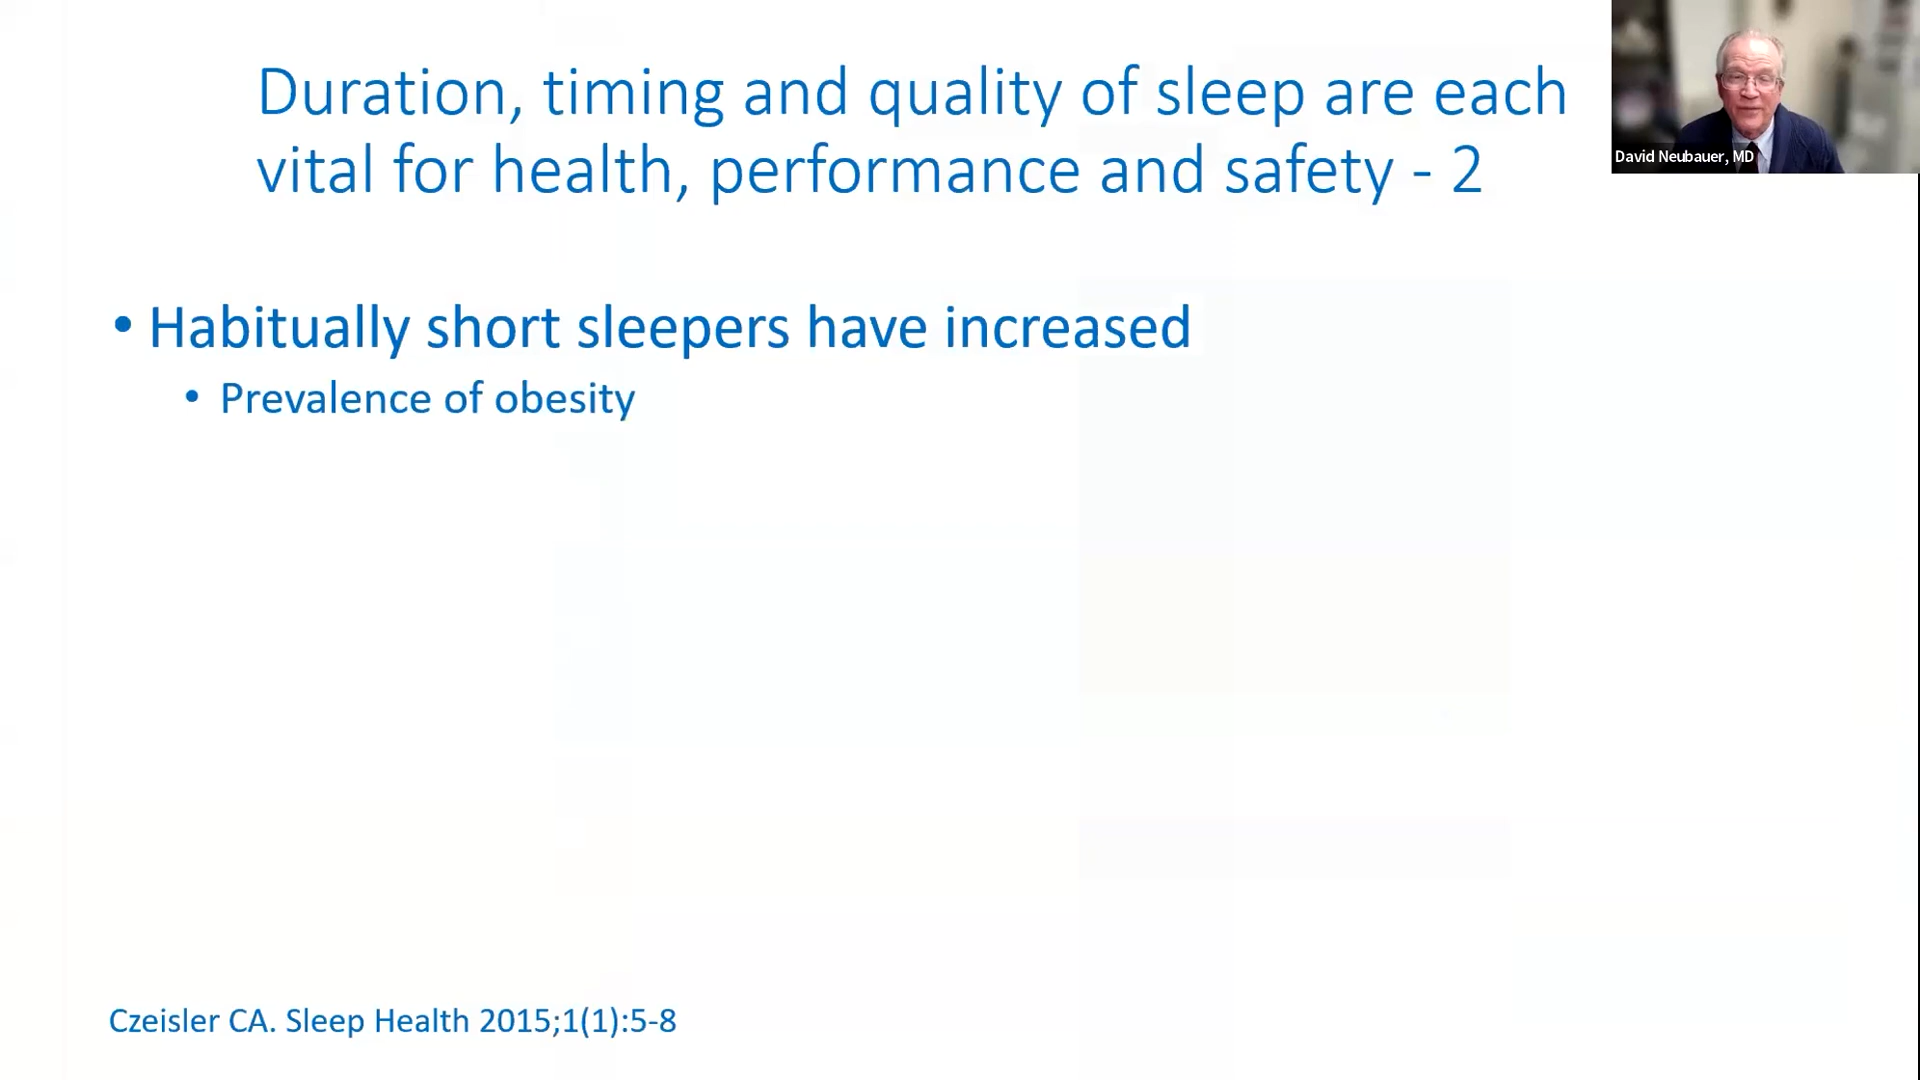 Duration, timing and quality of sleep are each
vital for health, performance and safety - 2
David Neubauer, MD
• Habitually short sleepers have increased
• Prevalence of obesity
Czeisler CA. Sleep Health 2015;1(1):5-8